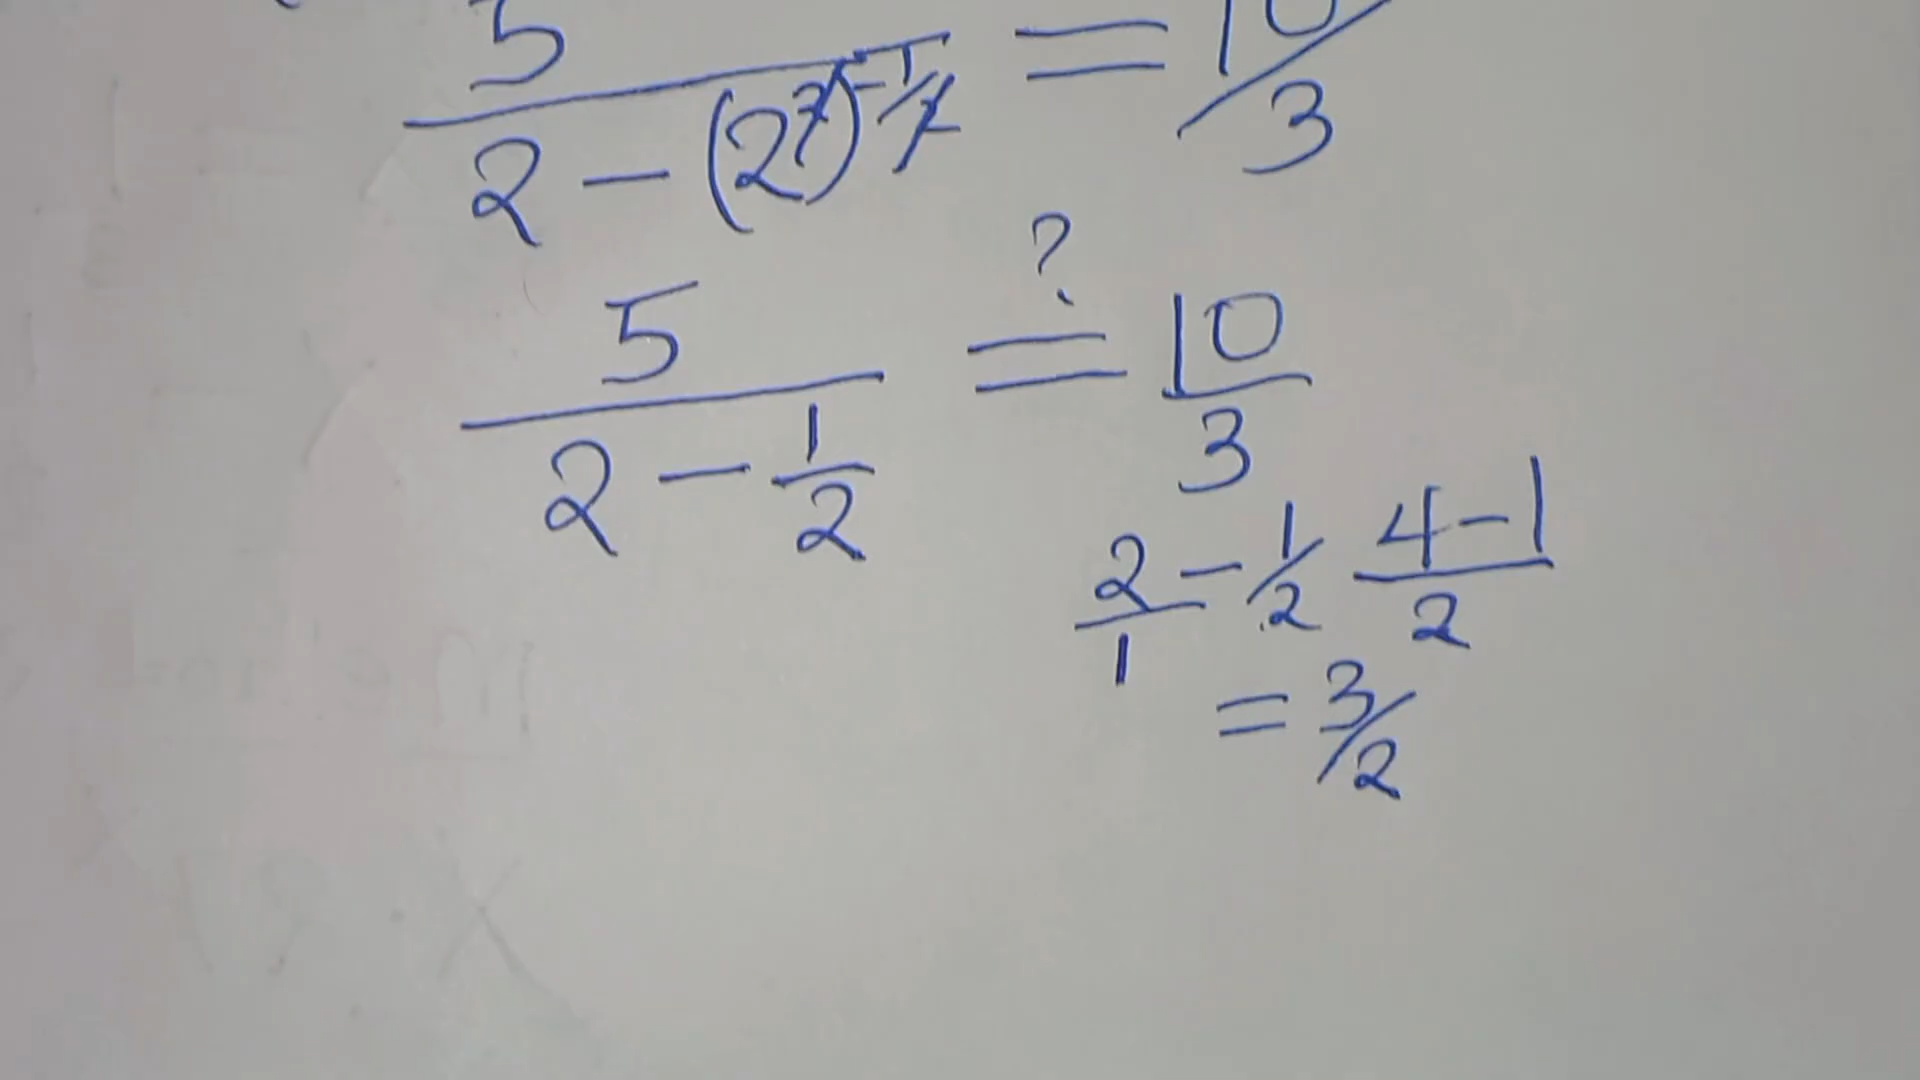 5/(2 - (2^7)^-1/7) = 10/3
?
5/(2 - 1/2) = 10/3
2/1 - 1/2 (4 - 1)/2
= 3/2